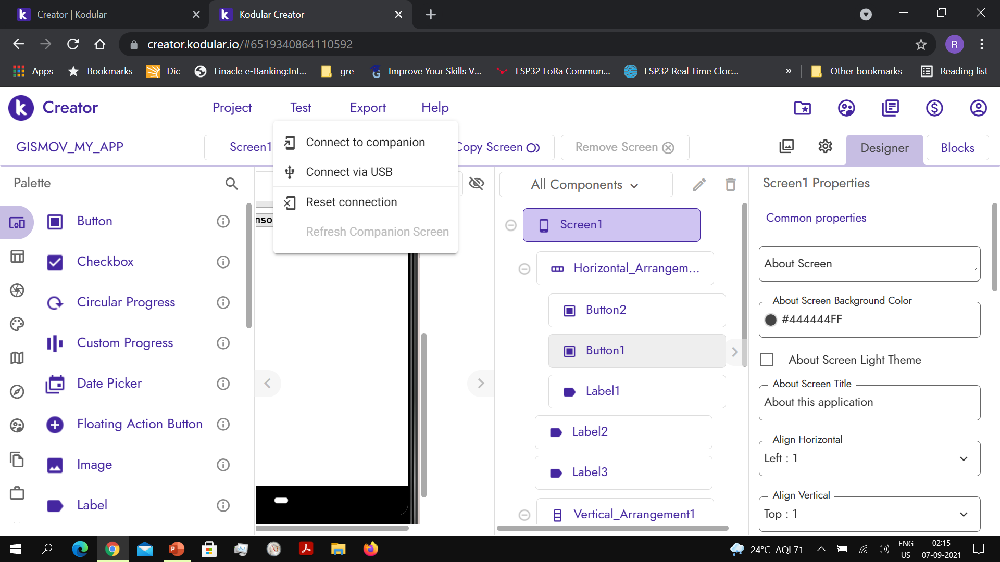 Creator | Kodular
Kodular Creator
creator.kodular.io/#6519340864110592
R
Apps
Bookmarks
Dic
Finacle e-Banking:Int...
gre
Improve Your Skills V...
ESP32 LoRa Commun...
ESP32 Real Time Cloc...
»
Other bookmarks
Reading list
Creator
Project
Test
Export
Help
GISMOV_MY_APP
Screen1
Copy Screen
Remove Screen
Designer
Blocks
Connect to companion
Connect via USB
Reset connection
Refresh Companion Screen
Palette
All Components
Screen1 Properties
Button
Checkbox
Circular Progress
Custom Progress
Date Picker
Floating Action Button
Image
Label
nsor
Screen1
Horizontal_Arrangem...
Button2
Button1
Label1
Label2
Label3
Vertical_Arrangement1
Common properties
About Screen
About Screen Background Color
#444444FF
About Screen Light Theme
About Screen Title
About this application
Align Horizontal
Left : 1
Align Vertical
Top : 1
24°C AQI 71
ENG
US
02:15
07-09-2021